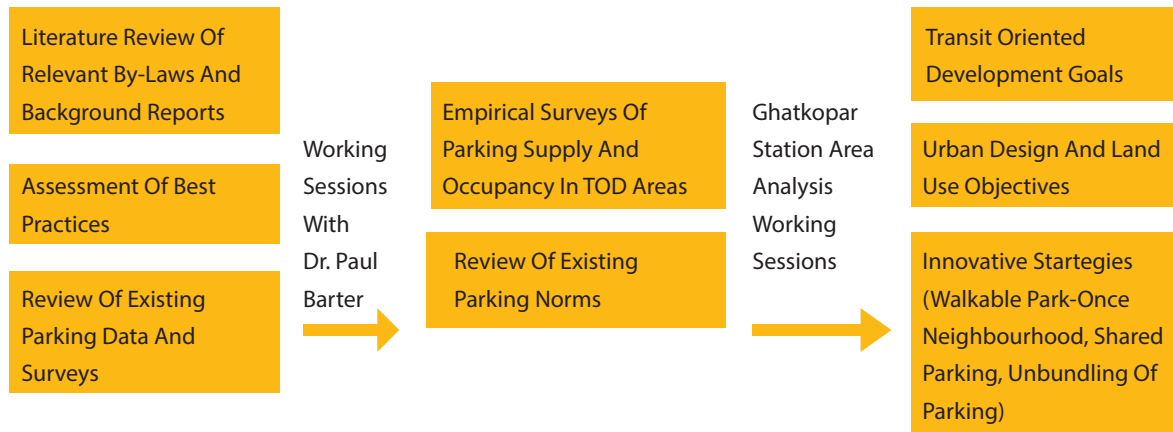 Literature Review Of
Relevant By-Laws And
Background Reports
Assessment Of Best
Practices
Review Of Existing
Parking Data And
Surveys
Working
Sessions
With
Dr. Paul
Barter
Empirical Surveys Of
Parking Supply And
Occupancy In TOD Areas
Review Of Existing
Parking Norms
Ghatkopar
Station Area
Analysis
Working
Sessions
Transit Oriented
Development Goals
Urban Design And Land
Use Objectives
Innovative Startegies
(Walkable Park-Once
Neighbourhood, Shared
Parking, Unbundling Of
Parking)